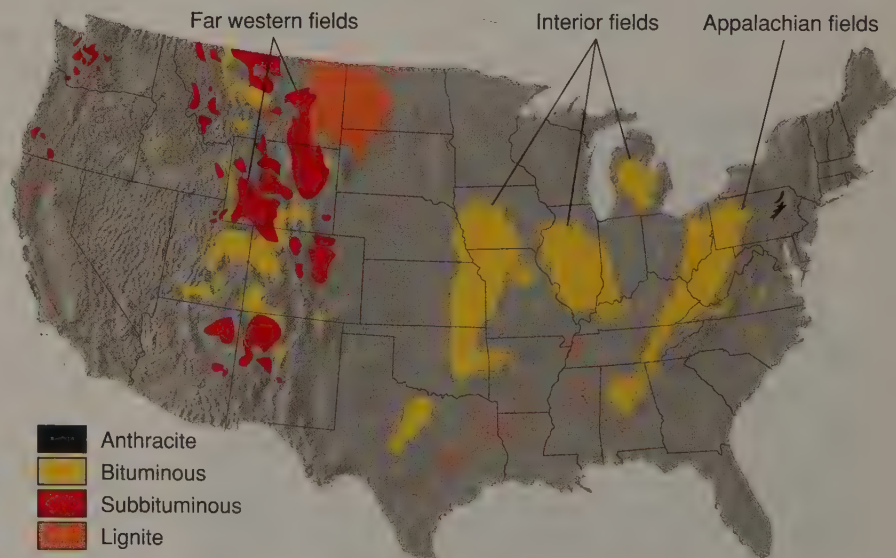 Far western fields
Interior fields
Appalachian fields
Anthracite
Bituminous
Subbituminous
Lignite